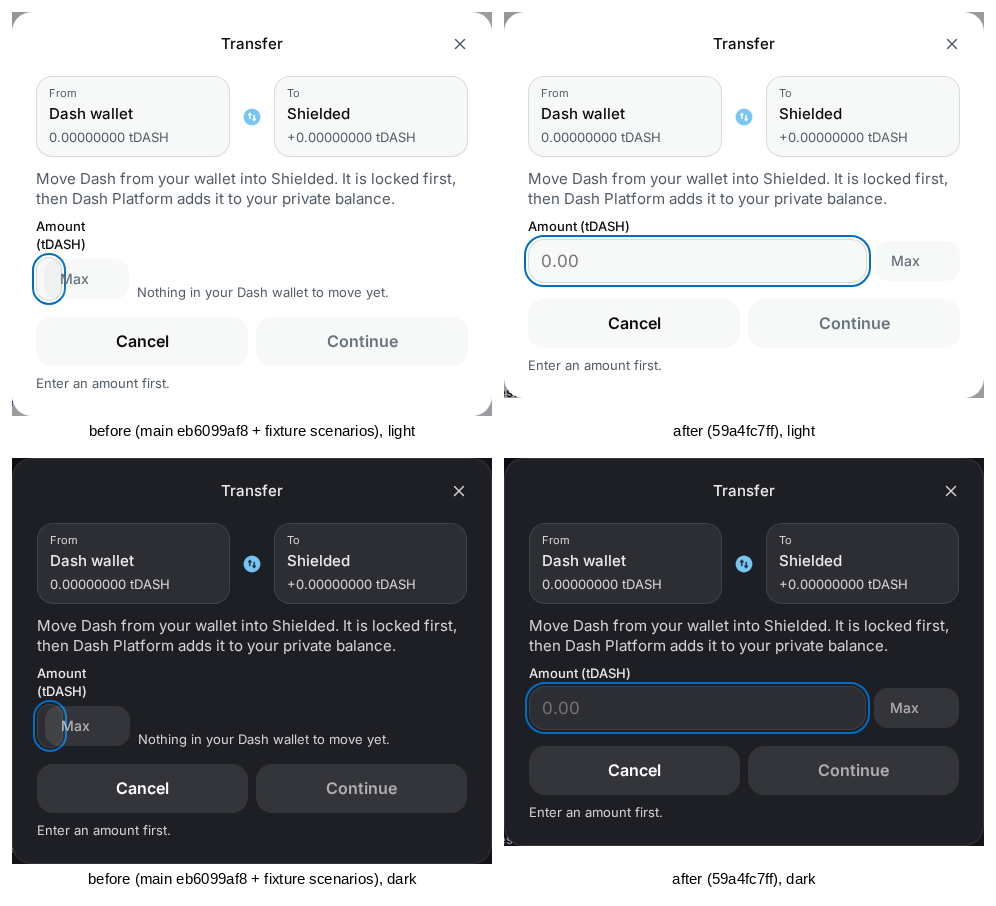 Transfer
From
Dash wallet
0.00000000 tDASH
To
Shielded
+0.00000000 tDASH
Move Dash from your wallet into Shielded. It is locked first,
then Dash Platform adds it to your private balance.
Amount
(tDASH)
Max
Nothing in your Dash wallet to move yet.
Cancel
Continue
Enter an amount first.
before (main eb6099af8 + fixture scenarios), light
Transfer
From
Dash wallet
0.00000000 tDASH
To
Shielded
+0.00000000 tDASH
Move Dash from your wallet into Shielded. It is locked first,
then Dash Platform adds it to your private balance.
Amount (tDASH)
0.00
Max
Cancel
Continue
Enter an amount first.
after (59a4fc7ff), light
Transfer
From
Dash wallet
0.00000000 tDASH
To
Shielded
+0.00000000 tDASH
Move Dash from your wallet into Shielded. It is locked first,
then Dash Platform adds it to your private balance.
Amount
(tDASH)
Max
Nothing in your Dash wallet to move yet.
Cancel
Continue
Enter an amount first.
before (main eb6099af8 + fixture scenarios), dark
Transfer
From
Dash wallet
0.00000000 tDASH
To
Shielded
+0.00000000 tDASH
Move Dash from your wallet into Shielded. It is locked first,
then Dash Platform adds it to your private balance.
Amount (tDASH)
0.00
Max
Cancel
Continue
Enter an amount first.
after (59a4fc7ff), dark